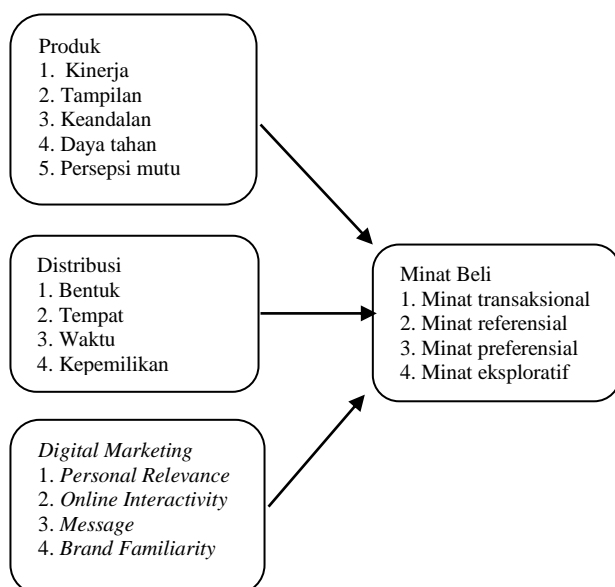 Produk
1. Kinerja
2. Tampilan
3. Keandalan
4. Daya tahan
5. Persepsi mutu
Distribusi
1. Bentuk
2. Tempat
3. Waktu
4. Kepemilikan
Minat Beli
1. Minat transaksional
2. Minat referensial
3. Minat preferensial
4. Minat eksploratif
Digital Marketing
1. Personal Relevance
2. Online Interactivity
3. Message
4. Brand Familiarity